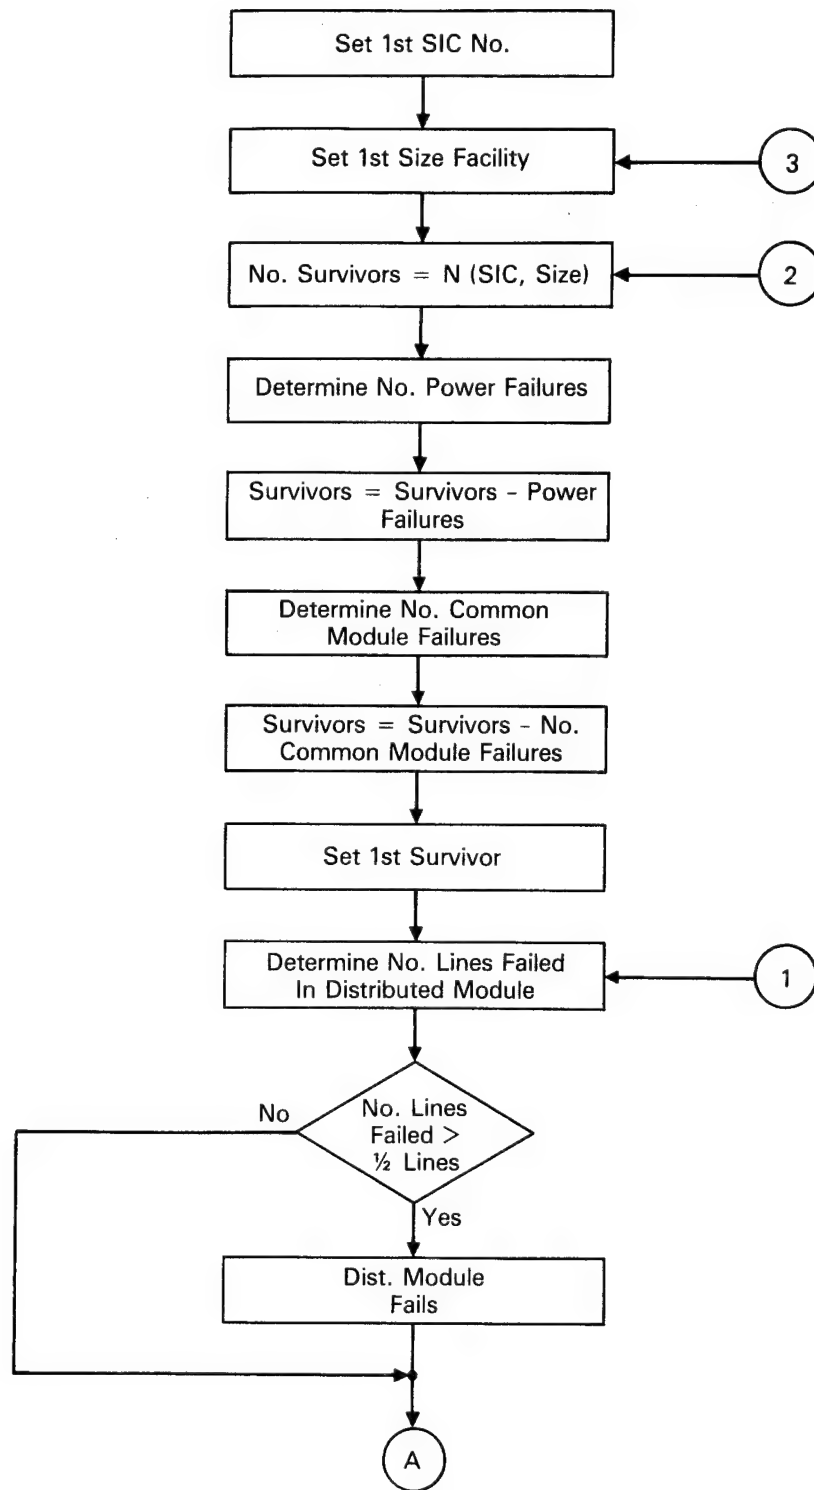 Set 1st SIC No.
Set 1st Size Facility
3
No. Survivors = N (SIC, Size)
2
Determine No. Power Failures
Survivors = Survivors - Power
Failures
Determine No. Common
Module Failures
Survivors = Survivors - No.
Common Module Failures
Set 1st Survivor
Determine No. Lines Failed
In Distributed Module
1
No
No. Lines
Failed >
½ Lines
Yes
Dist. Module
Fails
A